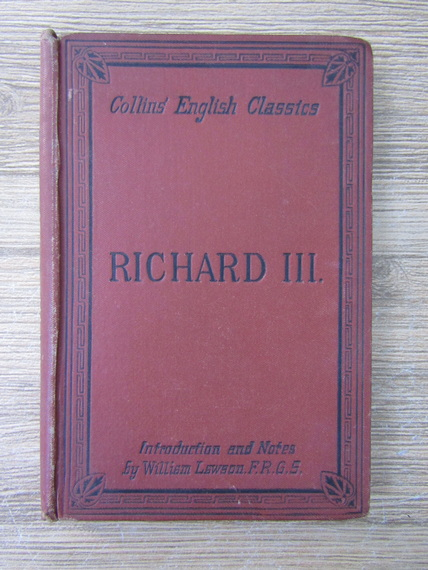 Collins' English Classics
RICHARD III.
Introduction and Notes
by William Lawson. F.R.G.S.